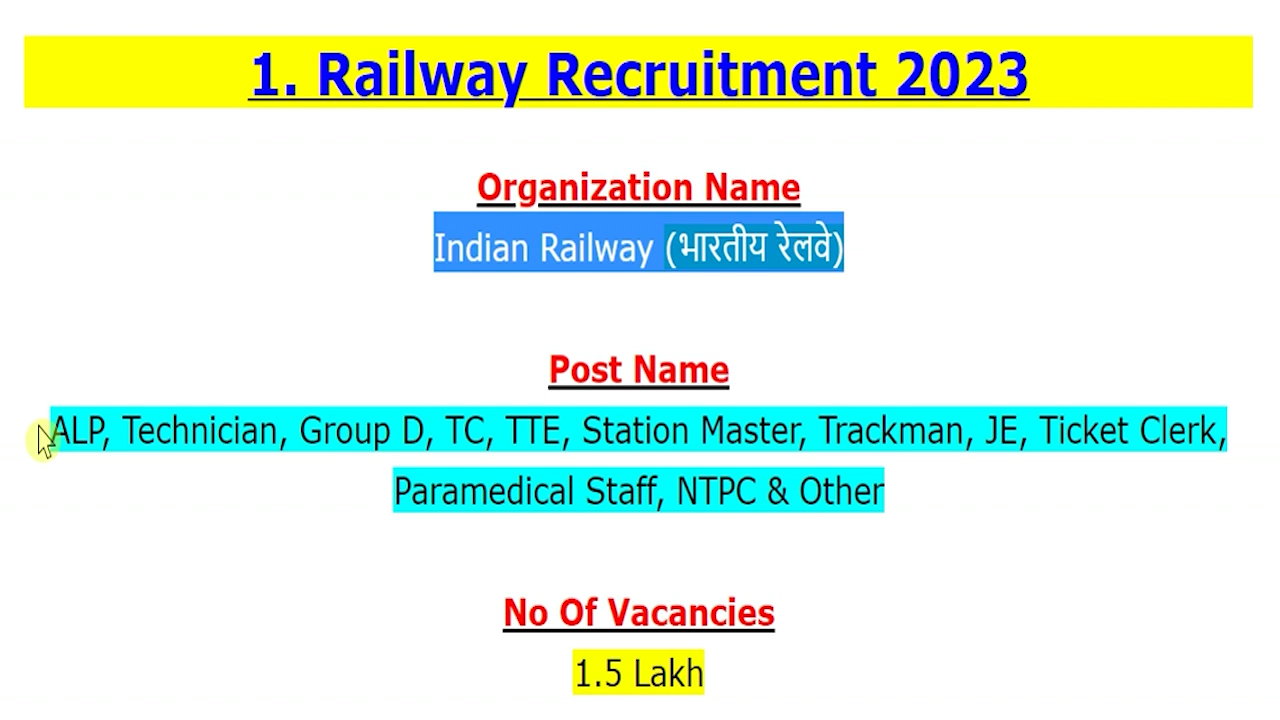 1. Railway Recruitment 2023
Organization Name
Indian Railway (भारतीय रेलवे)
Post Name
ALP, Technician, Group D, TC, TTE, Station Master, Trackman, JE, Ticket Clerk,
Paramedical Staff, NTPC & Other
No Of Vacancies
1.5 Lakh